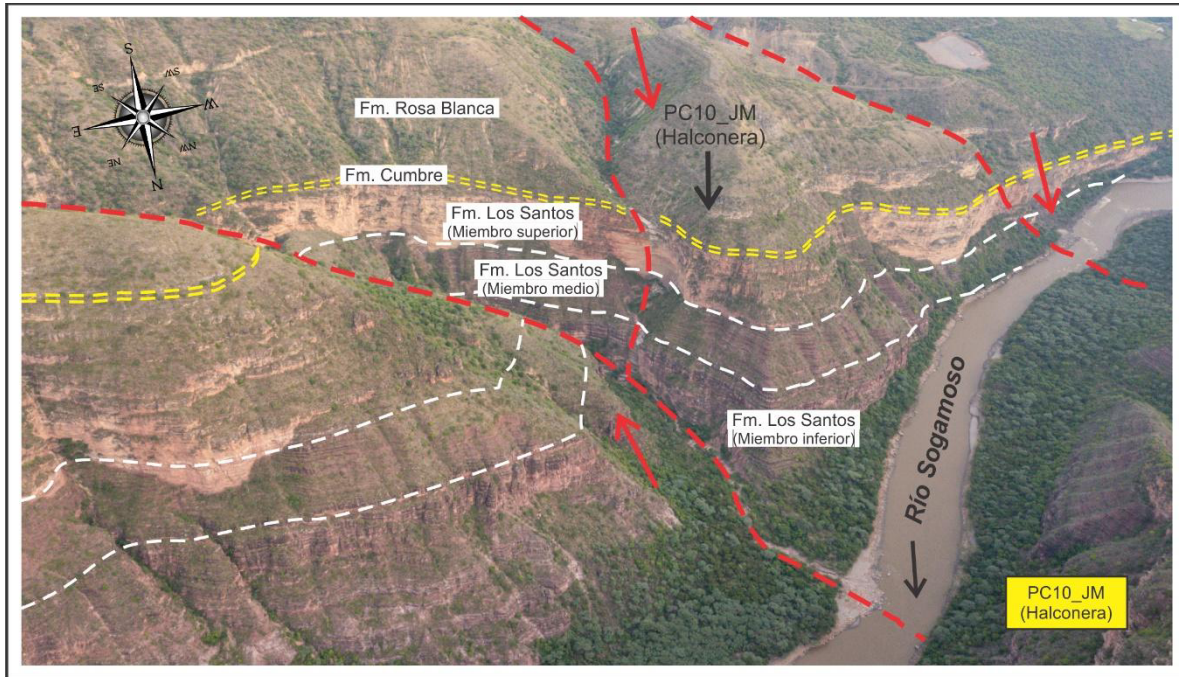 S
SW
W
NW
N
NE
E
SE
Fm. Rosa Blanca
PC10_JM
(Halconera)
Fm. Cumbre
Fm. Los Santos
(Miembro superior)
Fm. Los Santos
(Miembro medio)
Fm. Los Santos
(Miembro inferior)
Río Sogamoso
PC10_JM
(Halconera)